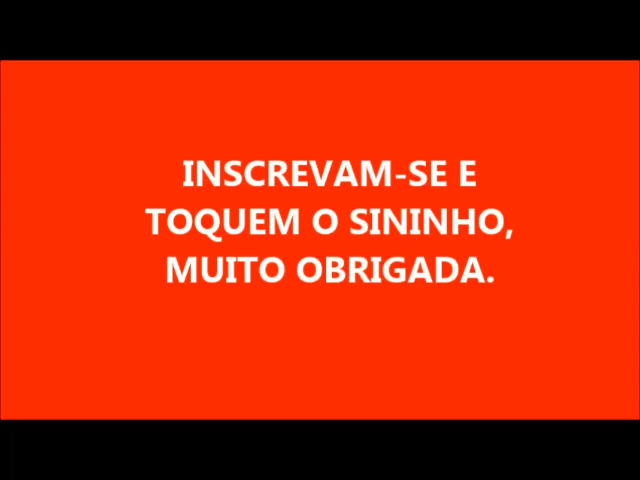 INSCREVAM-SE E
TOQUEM O SININHO,
MUITO OBRIGADA.